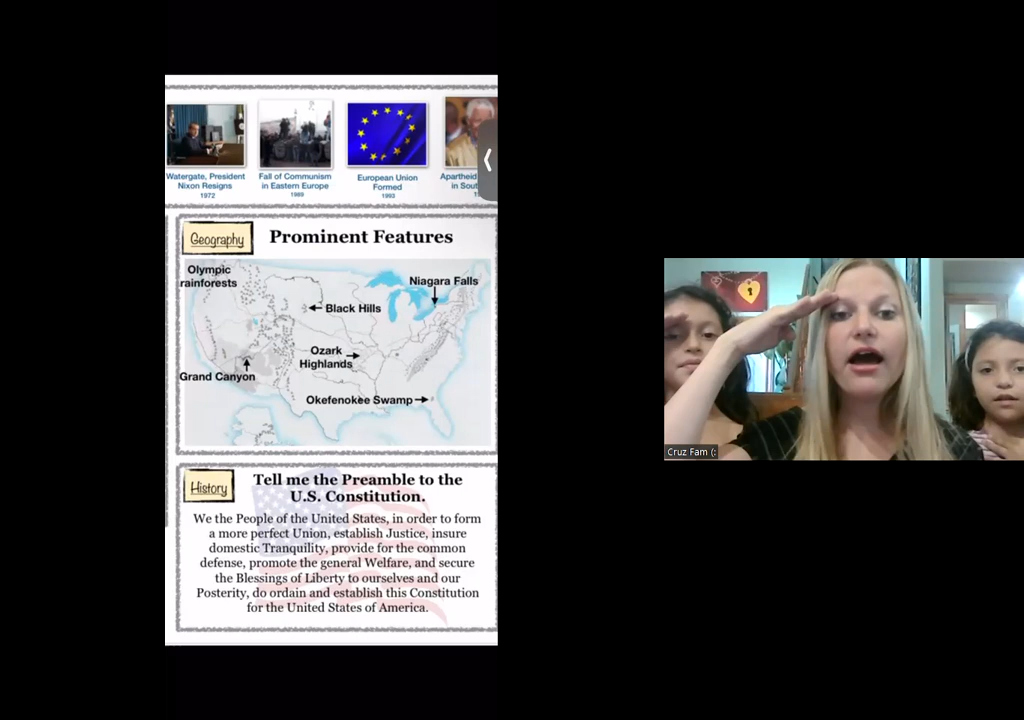 Watergate, President
Nixon Resigns
1972
Fall of Communism
in Eastern Europe
1989
European Union
Formed
1993
Apartheid
Geography
Prominent Features
Olympic
rainforests
Niagara Falls
Black Hills
Ozark
Highlands
Grand Canyon
Okefenokee Swamp
History
Tell me the Preamble to the
U.S. Constitution.
We the People of the United States, in order to form
a more perfect Union, establish Justice, insure
domestic Tranquility, provide for the common
defense, promote the general Welfare, and secure
the Blessings of Liberty to ourselves and our
Posterity, do ordain and establish this Constitution
for the United States of America.
Cruz Fam (: